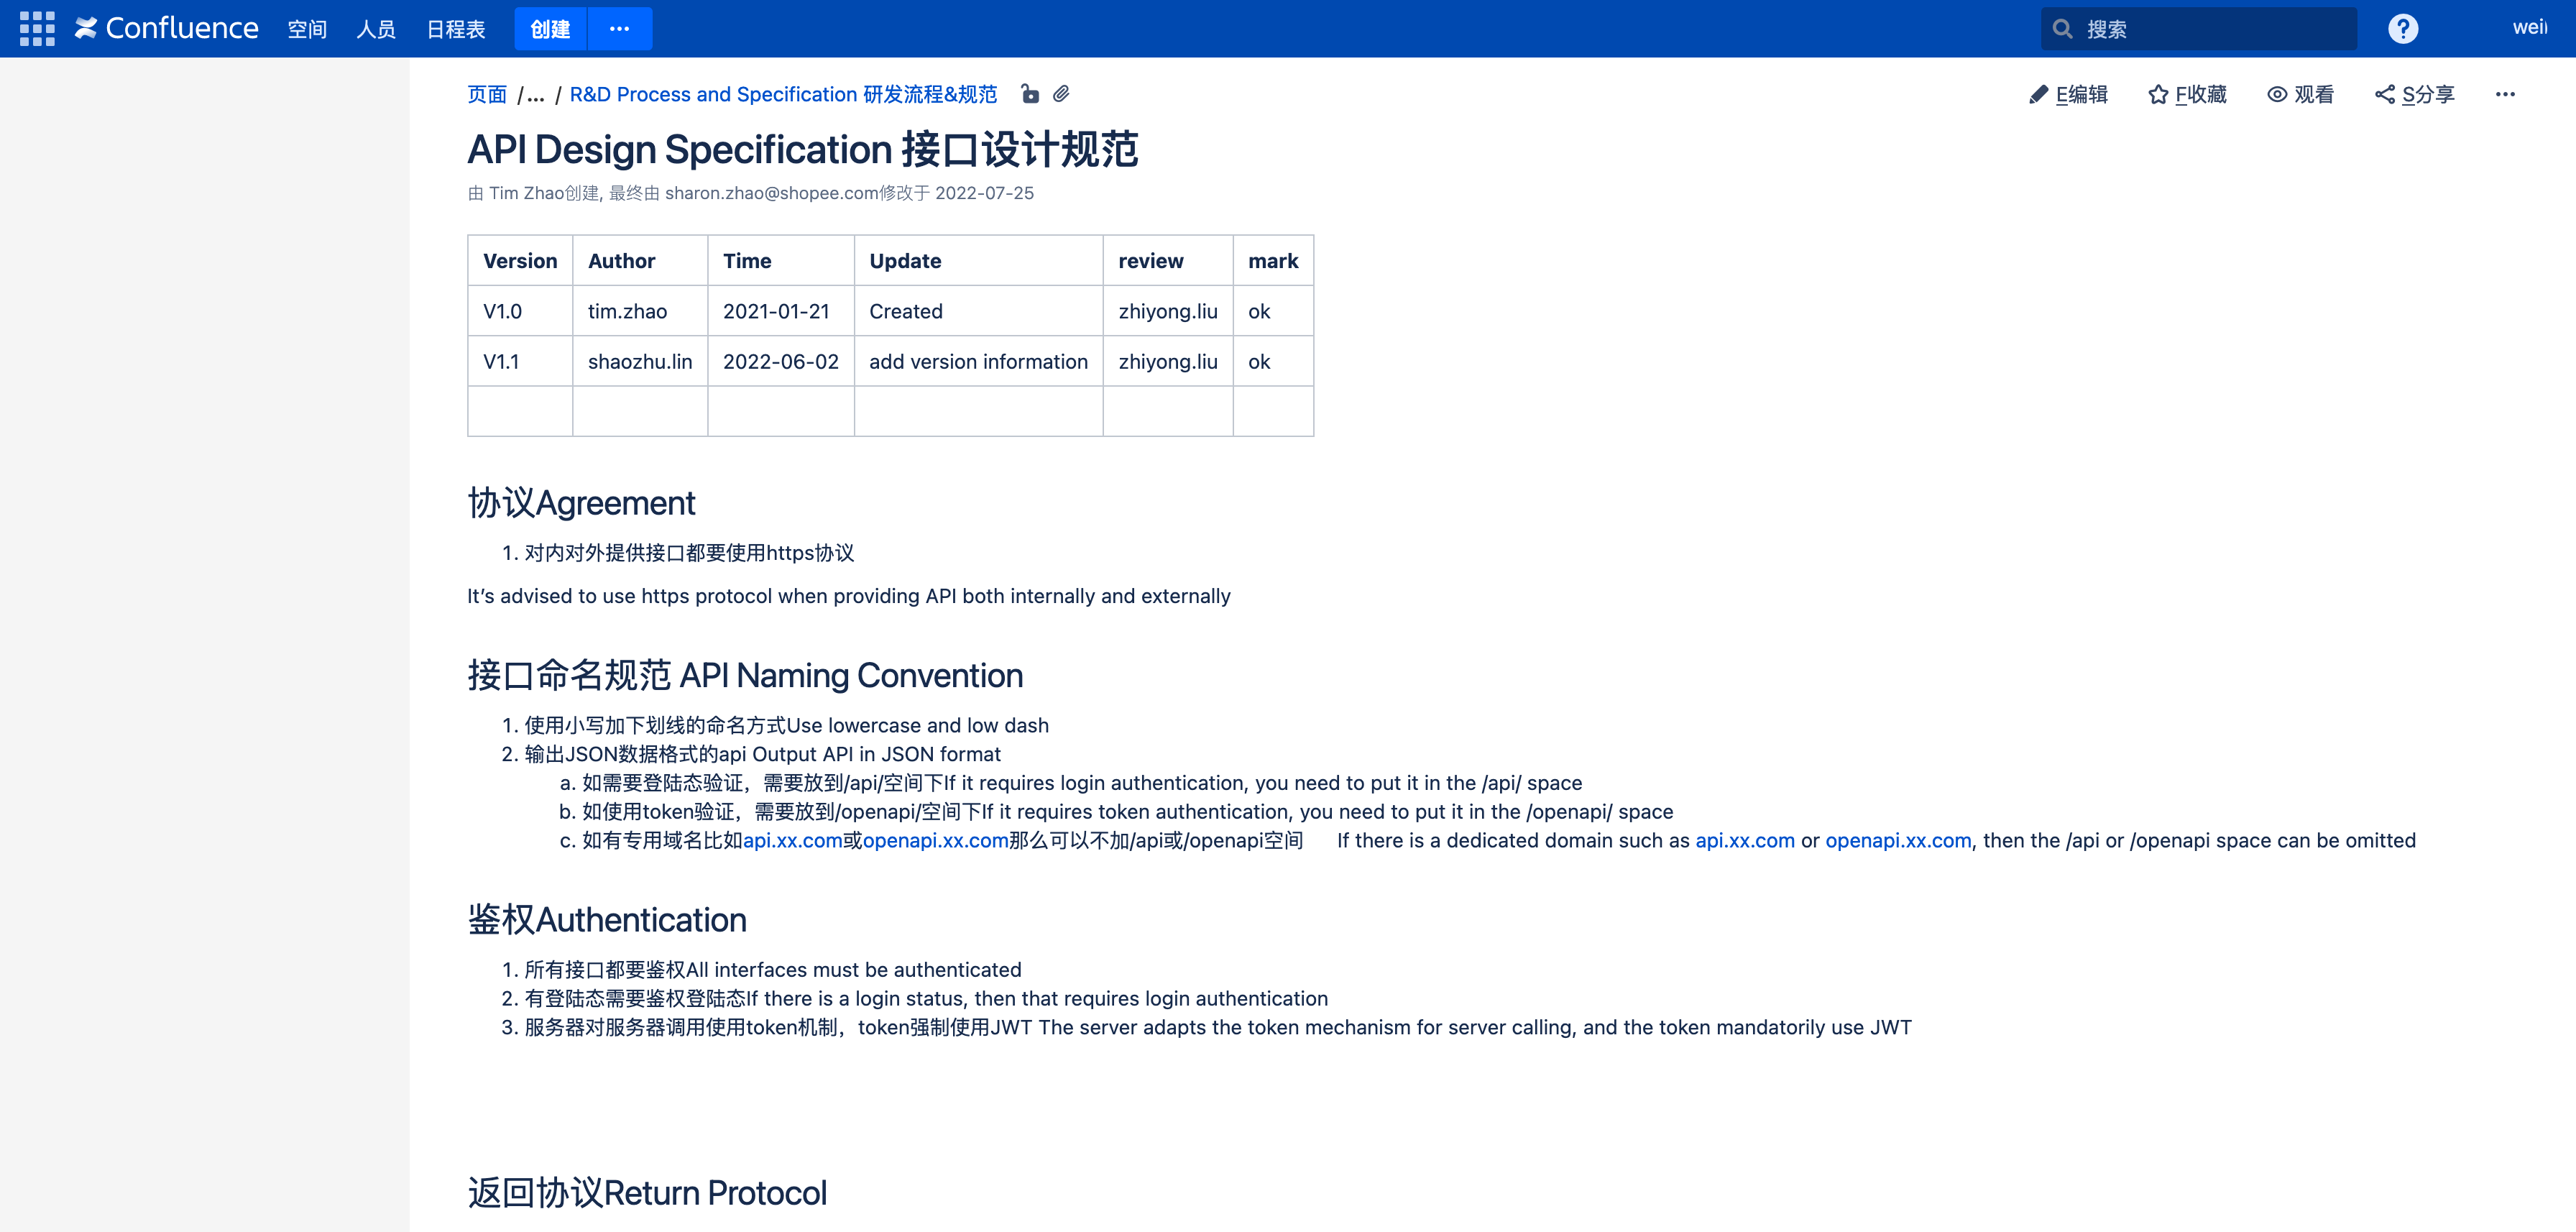 Confluence 空间 人员 日程表 创建 ··· 搜索 ? weil
页面 /... / R&D Process and Specification 研发流程&规范 E编辑 F收藏 观看 S分享 ···
API Design Specification 接口设计规范
由 Tim Zhao创建, 最终由 sharon.zhao@shopee.com修改于 2022-07-25
Version Author Time Update review mark
V1.0 tim.zhao 2021-01-21 Created zhiyong.liu ok
V1.1 shaozhu.lin 2022-06-02 add version information zhiyong.liu ok
协议Agreement
1. 对内对外提供接口都要使用https协议
It’s advised to use https protocol when providing API both internally and externally
接口命名规范 API Naming Convention
1. 使用小写加下划线的命名方式Use lowercase and low dash
2. 输出JSON数据格式的api Output API in JSON format
a. 如需要登陆态验证，需要放到/api/空间下If it requires login authentication, you need to put it in the /api/ space
b. 如使用token验证，需要放到/openapi/空间下If it requires token authentication, you need to put it in the /openapi/ space
c. 如有专用域名比如api.xx.com或openapi.xx.com那么可以不加/api或/openapi空间 If there is a dedicated domain such as api.xx.com or openapi.xx.com, then the /api or /openapi space can be omitted
鉴权Authentication
1. 所有接口都要鉴权All interfaces must be authenticated
2. 有登陆态需要鉴权登陆态If there is a login status, then that requires login authentication
3. 服务器对服务器调用使用token机制，token强制使用JWT The server adapts the token mechanism for server calling, and the token mandatorily use JWT
返回协议Return Protocol